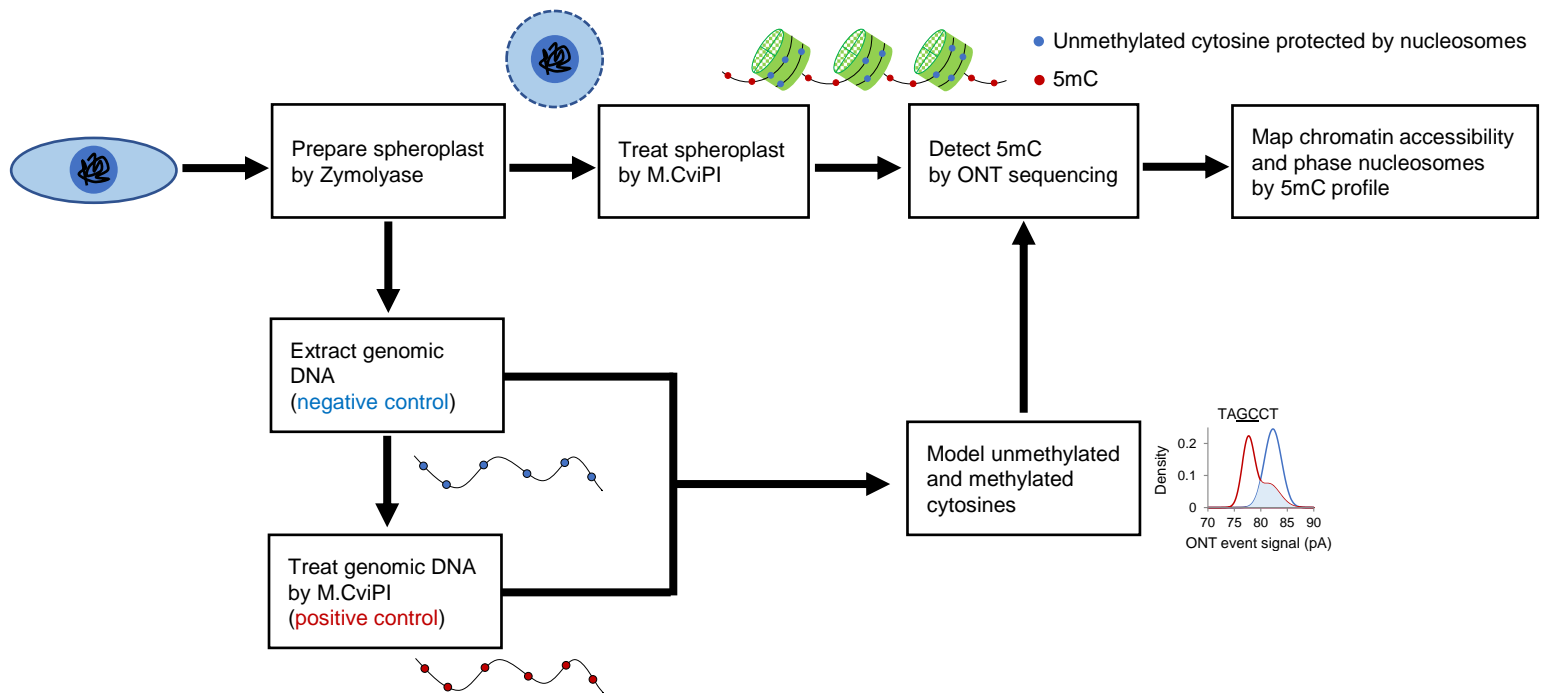 Unmethylated cytosine protected by nucleosomes
5mC
Prepare spheroplast
by Zymolyase
Treat spheroplast
by M.CviPI
Detect 5mC
by ONT sequencing
Map chromatin accessibility
and phase nucleosomes
by 5mC profile
Extract genomic
DNA
(negative control)
Treat genomic DNA
by M.CviPI
(positive control)
Model unmethylated
and methylated
cytosines
TAGCCT
Density
0.2
0.1
0
70 75 80 85 90
ONT event signal (pA)